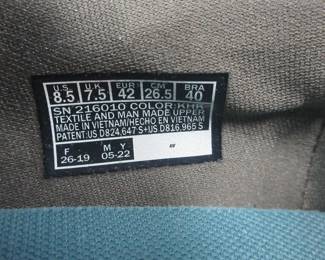 U.S. U.K. EUR CM BRA
8.5 7.5 42 26.5 40
SN 216010 COLOR:KHK
TEXTILE AND MAN MADE UPPER
MADE IN VIETNAM/HECHO EN VIETNAM
PATENT:US D824,647 S+US D816,966 S
F M Y
26-19 05-22